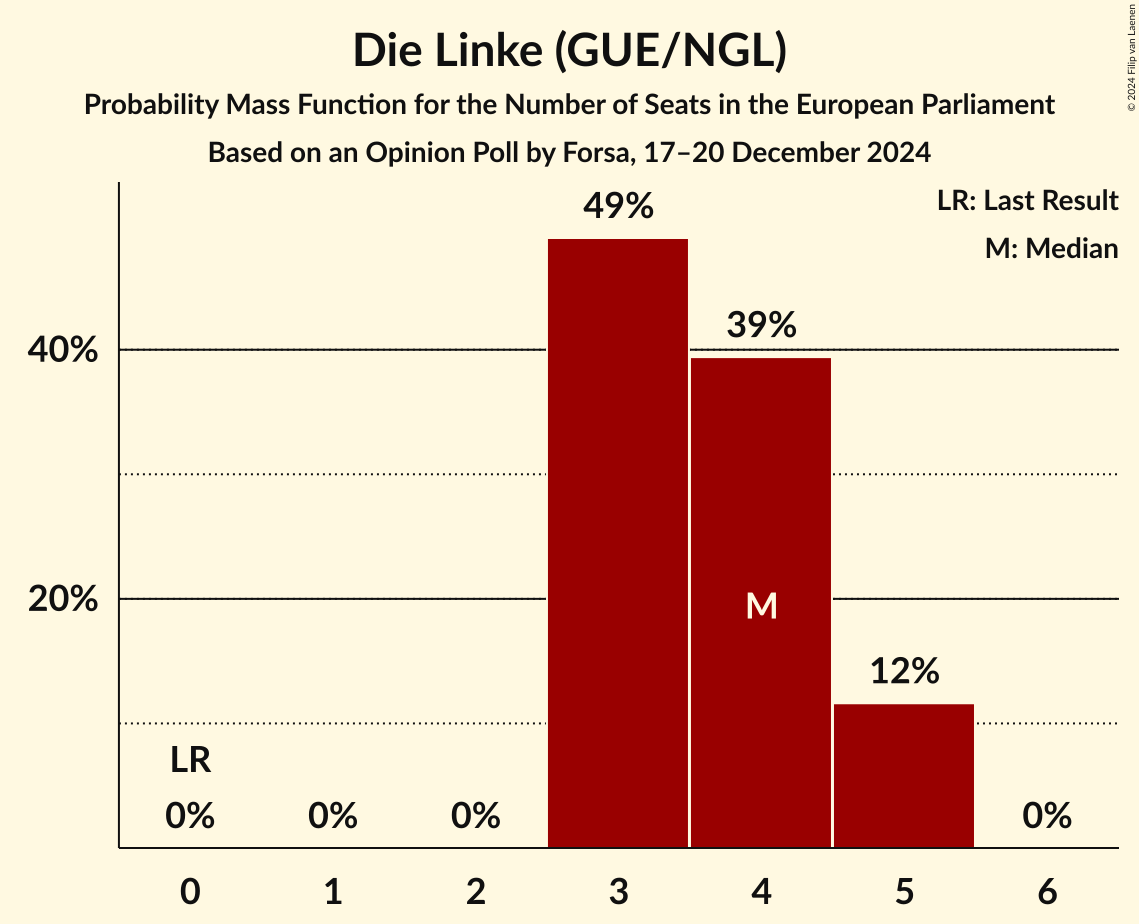 Die Linke (GUE/NGL)
Probability Mass Function for the Number of Seats in the European Parliament
Based on an Opinion Poll by Forsa, 17–20 December 2024
© 2024 Filip van Laenen
LR: Last Result
M: Median
49%
39%
40%
20%
M
12%
LR
0%
0%
0%
0%
0
1
2
3
4
5
6